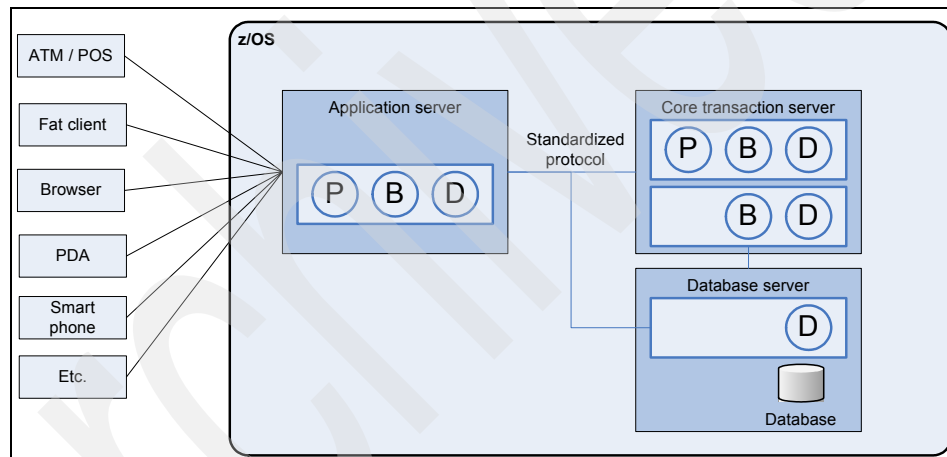 z/OS
ATM / POS
Fat client
Browser
PDA
Smart
phone
Etc.
Application server
P B D
Standardized
protocol
Core transaction server
P B D
B D
Database server
D
Database